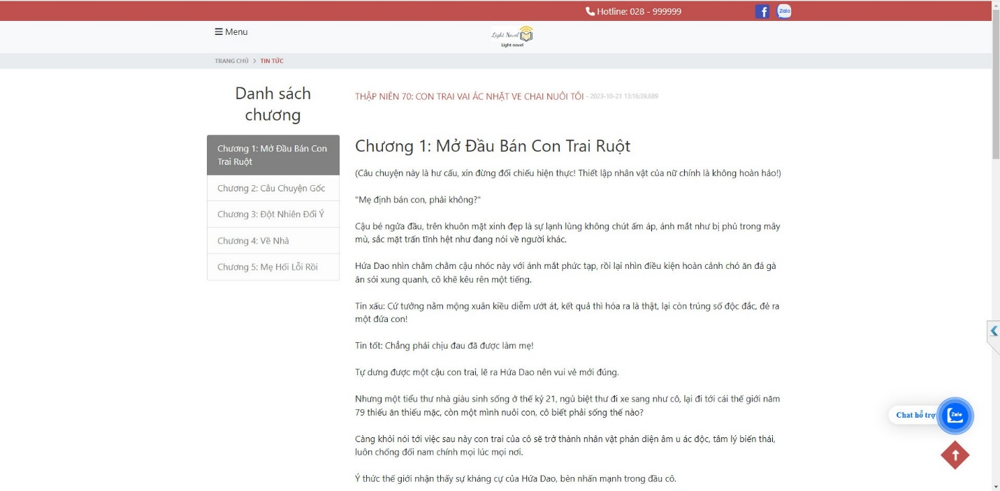 Hotline: 028 - 999999
Zalo
Menu
Light Novel
Light novel
TRANG CHỦ > TIN TỨC
Danh sách
chương
Chương 1: Mở Đầu Bán Con
Trai Ruột
Chương 2: Câu Chuyện Gốc
Chương 3: Đột Nhiên Đổi Ý
Chương 4: Về Nhà
Chương 5: Mẹ Hối Lỗi Rồi
THẬP NIÊN 70: CON TRAI VAI ÁC NHẶT VE CHAI NUÔI TÔI - 2023-10-21 13:16:39.889
Chương 1: Mở Đầu Bán Con Trai Ruột
(Câu chuyện này là hư cấu, xin đừng đối chiếu hiện thực! Thiết lập nhân vật của nữ chính là không hoàn hảo!)
"Mẹ định bán con, phải không?"
Cậu bé ngửa đầu, trên khuôn mặt xinh đẹp là sự lạnh lùng không chút ấm áp, ánh mắt như bị phủ trong mây
mù, sắc mặt trấn tĩnh hệt như đang nói về người khác.
Hứa Dao nhìn chằm chằm cậu nhóc này với ánh mắt phức tạp, rồi lại nhìn điều kiện hoàn cảnh chó ăn đá gà
ăn sỏi xung quanh, cô khẽ kêu rên một tiếng.
Tin xấu: Cứ tưởng nằm mộng xuân kiều diễm ướt át, kết quả thì hóa ra là thật, lại còn trúng số độc đắc, đẻ ra
một đứa con!
Tin tốt: Chẳng phải chịu đau đã được làm mẹ!
Tự dưng được một cậu con trai, lẽ ra Hứa Dao nên vui vẻ mới đúng.
Nhưng một tiểu thư nhà giàu sinh sống ở thế kỷ 21, ngủ biệt thư đi xe sang như cô, lại đi tới cái thế giới năm
79 thiếu ăn thiếu mặc, còn một mình nuôi con, cô biết phải sống thế nào?
Càng khỏi nói tới việc sau này con trai của cô sẽ trở thành nhân vật phản diện âm u ác độc, tâm lý biến thái,
luôn chống đối nam chính mọi lúc mọi nơi.
Ý thức thế giới nhận thấy sự kháng cự của Hứa Dao, bèn nhấn mạnh trong đầu cô.
Chat hỗ trợ
Zalo